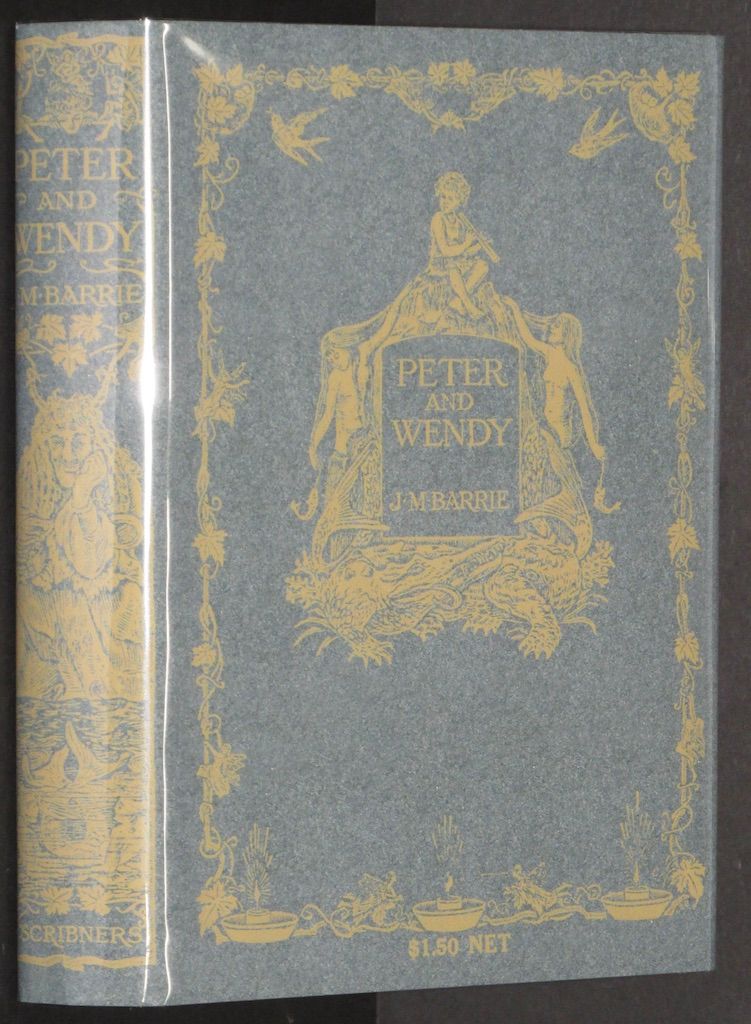 PETER
AND
WENDY
J·M·BARRIE
SCRIBNERS
PETER
AND
WENDY
J·M·BARRIE
$1.50 NET